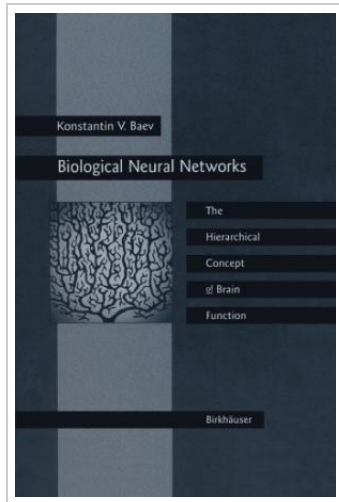 Konstantin V. Baev
Biological Neural Networks
The
Hierarchical
Concept
of Brain
Function
Birkhäuser